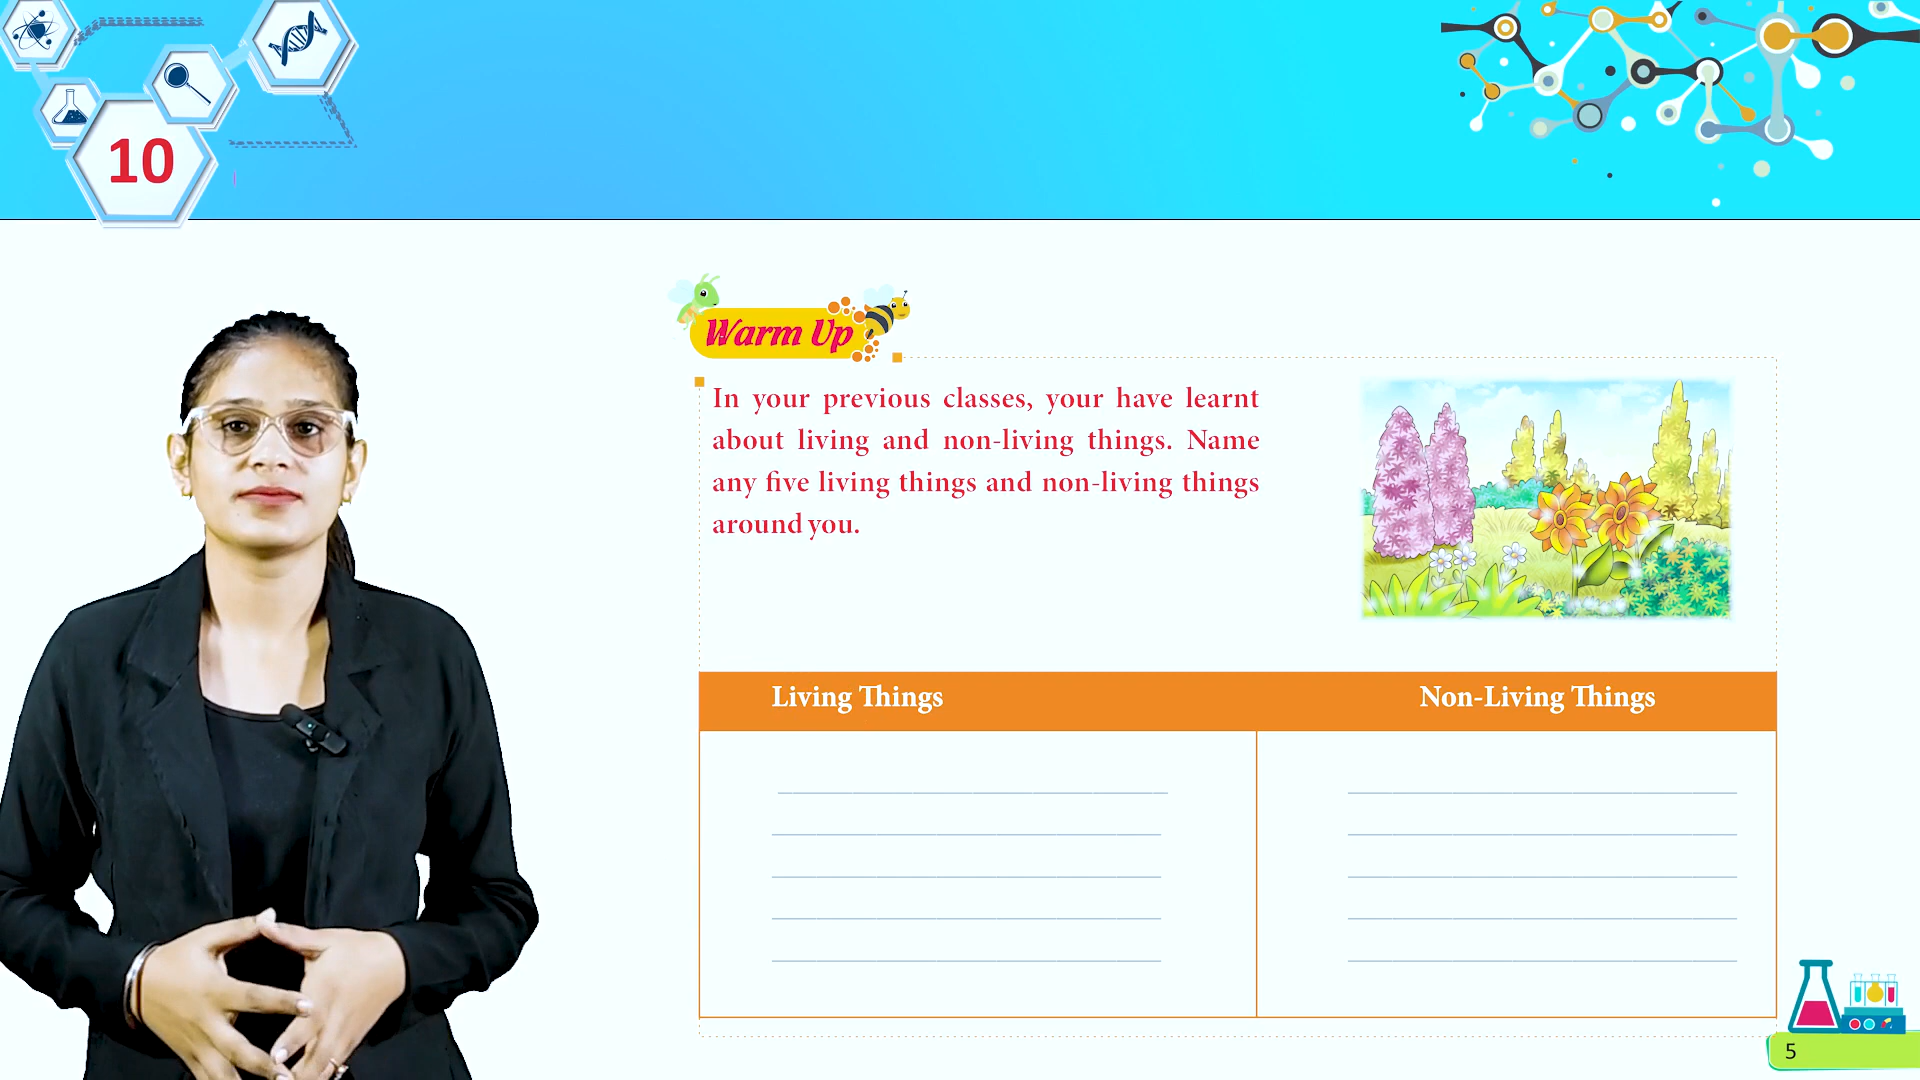 10
Warm Up
In your previous classes, your have learnt
about living and non-living things. Name
any five living things and non-living things
around you.
Living Things Non-Living Things
5